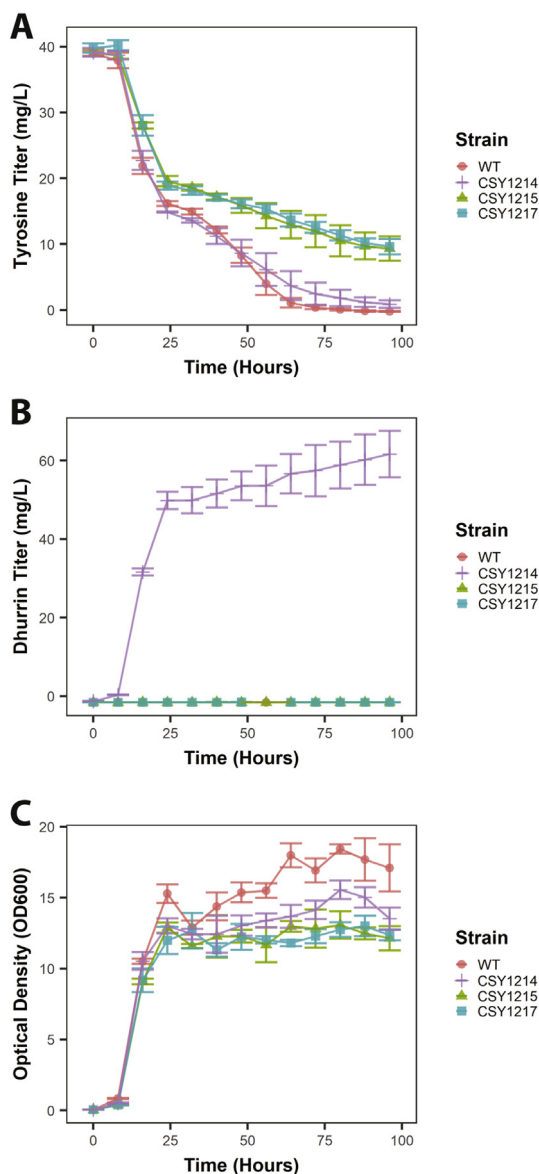 A
Tyrosine Titer (mg/L)
40
30
20
10
0
0
25
50
75
100
Time (Hours)
Strain
WT
CSY1214
CSY1215
CSY1217
B
Dhurrin Titer (mg/L)
60
40
20
0
0
25
50
75
100
Time (Hours)
Strain
WT
CSY1214
CSY1215
CSY1217
C
Optical Density (OD600)
20
15
10
5
0
0
25
50
75
100
Time (Hours)
Strain
WT
CSY1214
CSY1215
CSY1217